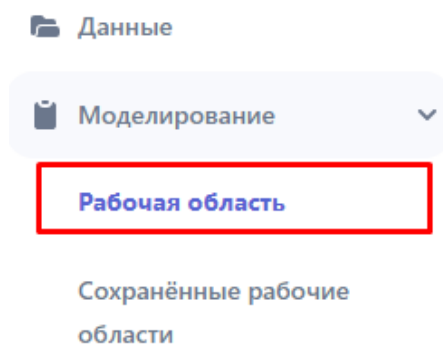 Данные
Моделирование
Рабочая область
Сохранённые рабочие
области